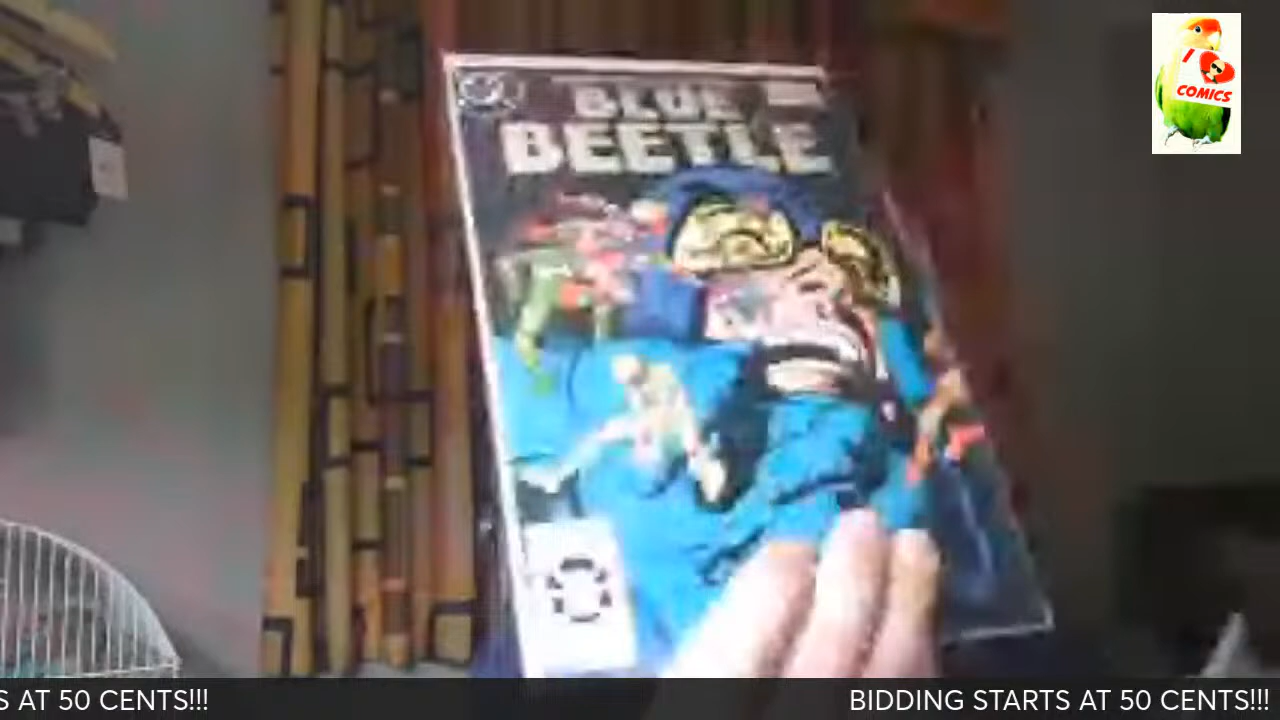 I
COMICS
BLUE
BEETLE
S AT 50 CENTS!!!
BIDDING STARTS AT 50 CENTS!!!